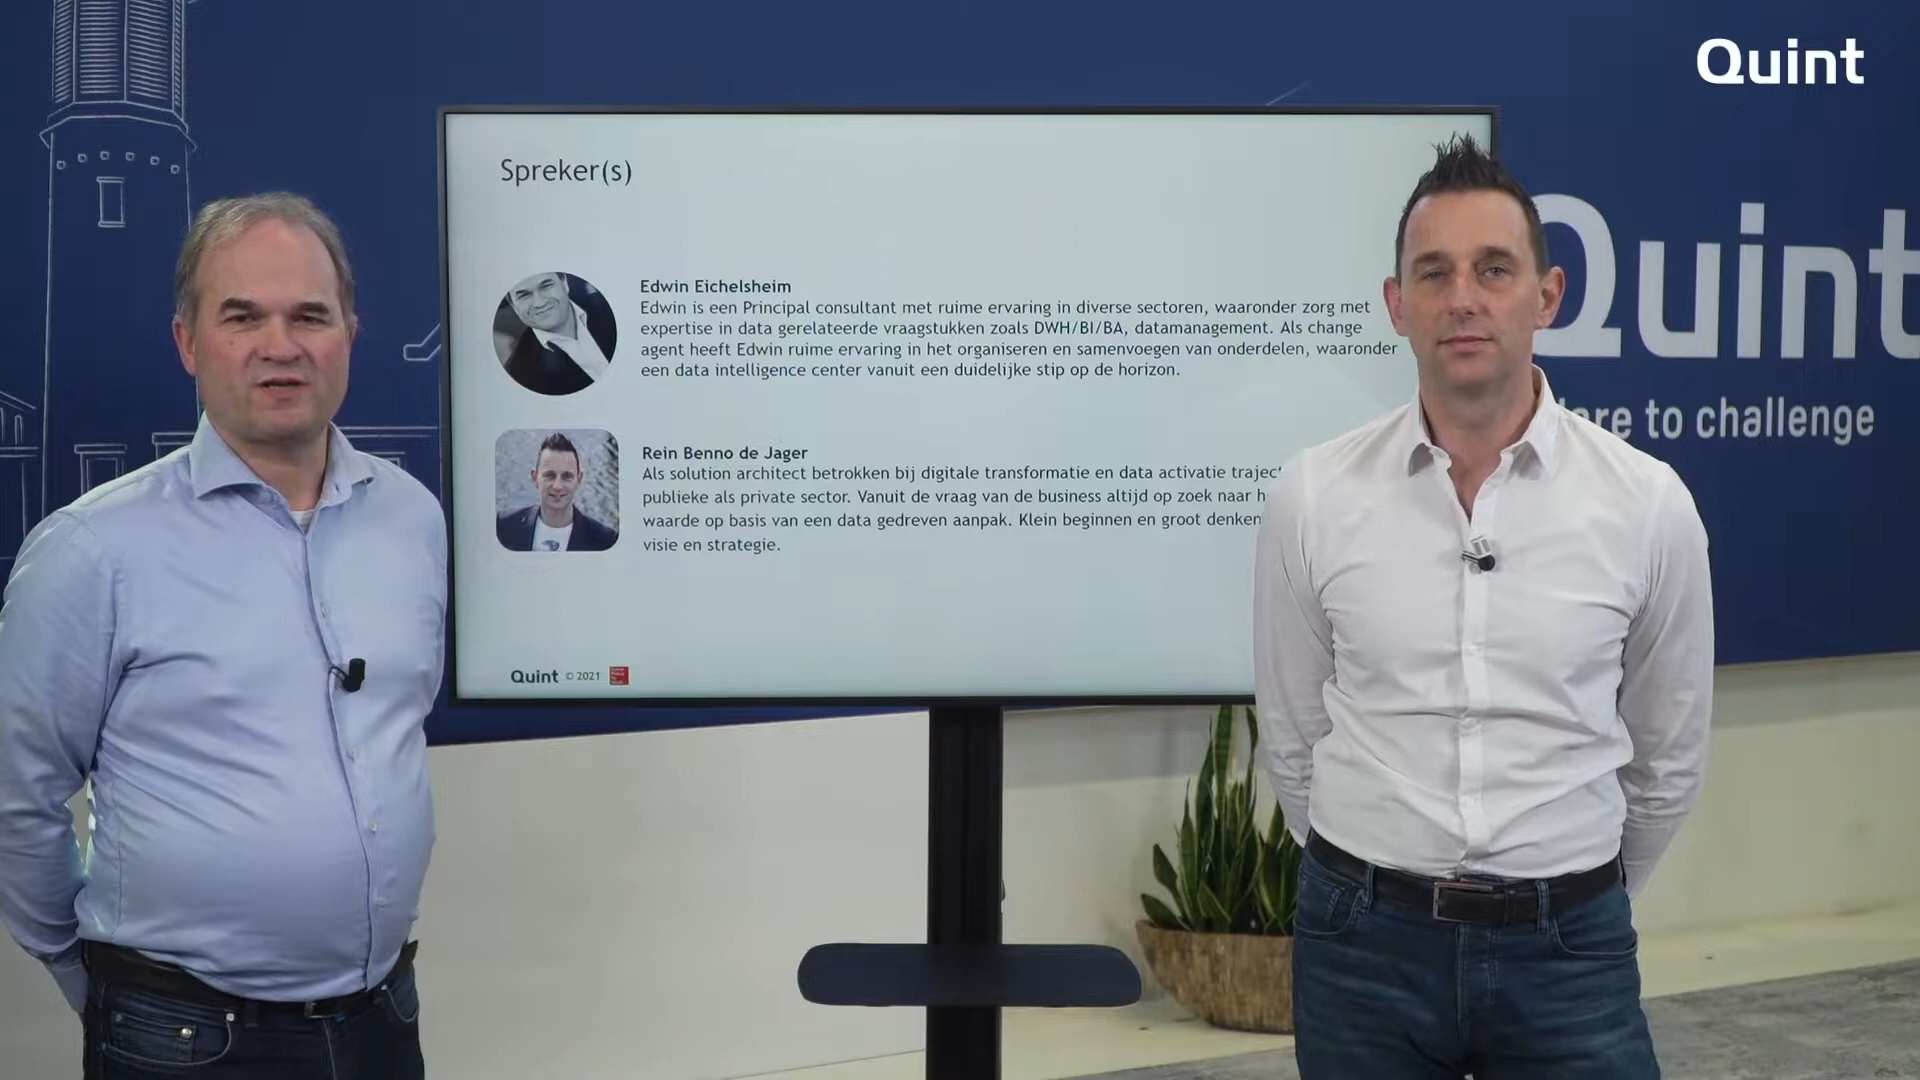 Quint
Spreker(s)
Edwin Eichelsheim
Edwin is een Principal consultant met ruime ervaring in diverse sectoren, waaronder zorg met
expertise in data gerelateerde vraagstukken zoals DWH/BI/BA, datamanagement. Als change
agent heeft Edwin ruime ervaring in het organiseren en samenvoegen van onderdelen, waaronder
een data intelligence center vanuit een duidelijke stip op de horizon.
Rein Benno de Jager
Als solution architect betrokken bij digitale transformatie en data activatie
publieke als private sector. Vanuit de vraag van de business altijd op zoek naar
waarde op basis van een data gedreven aanpak. Klein beginnen en groot denken
visie en strategie.
Quint © 2021
Quint
to challenge